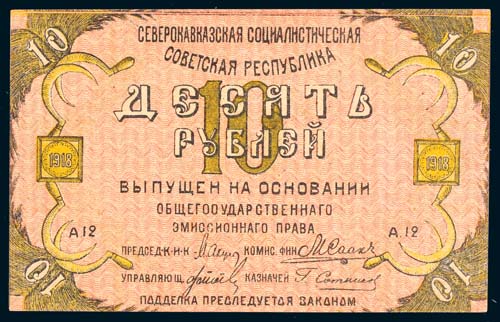 10 10
СЕВЕРОКАВКАЗСКАЯ СОЦИАЛИСТИЧЕСКАЯ
СОВЕТСКАЯ РЕСПУБЛИКА
10
ДЕСЯТЬ
РУБЛЕЙ
1918 1918
ВЫПУЩЕН НА ОСНОВАНИИ
ОБЩЕГОСУДАРСТВЕННАГО
А.12 А.12
ЭМИССИОННАГО ПРАВА
ПРЕДСЕД-К-И-К КОМИС. ФИН
УПРАВЛЯЮЩ. КАЗНАЧЕЙ
10 10
ПОДДЕЛКА ПРЕСЛЕДУЕТСЯ ЗАКОНОМ